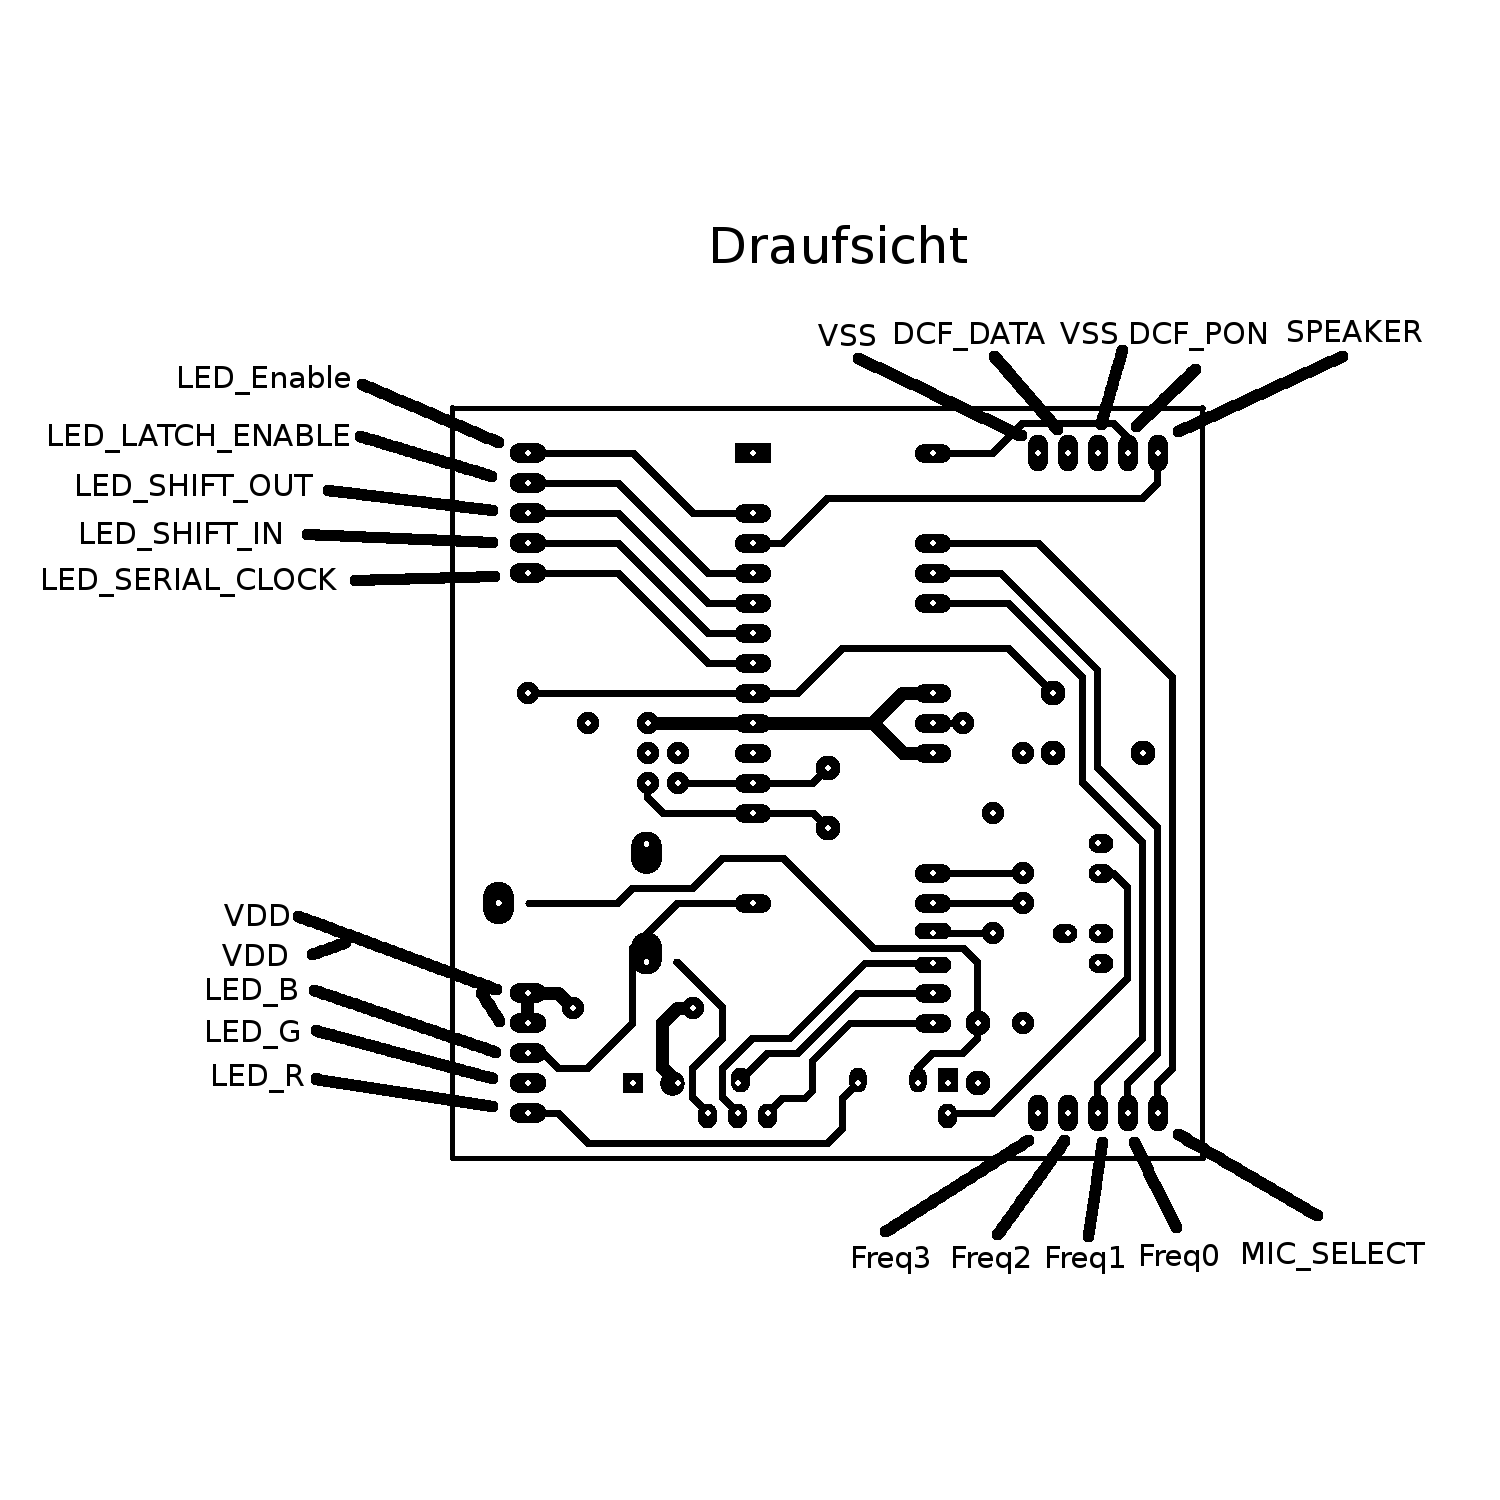 Draufsicht
VSS DCF_DATA VSS DCF_PON SPEAKER
LED_Enable
LED_LATCH_ENABLE
LED_SHIFT_OUT
LED_SHIFT_IN
LED_SERIAL_CLOCK
VDD
VDD
LED_B
LED_G
LED_R
Freq3 Freq2 Freq1 Freq0 MIC_SELECT